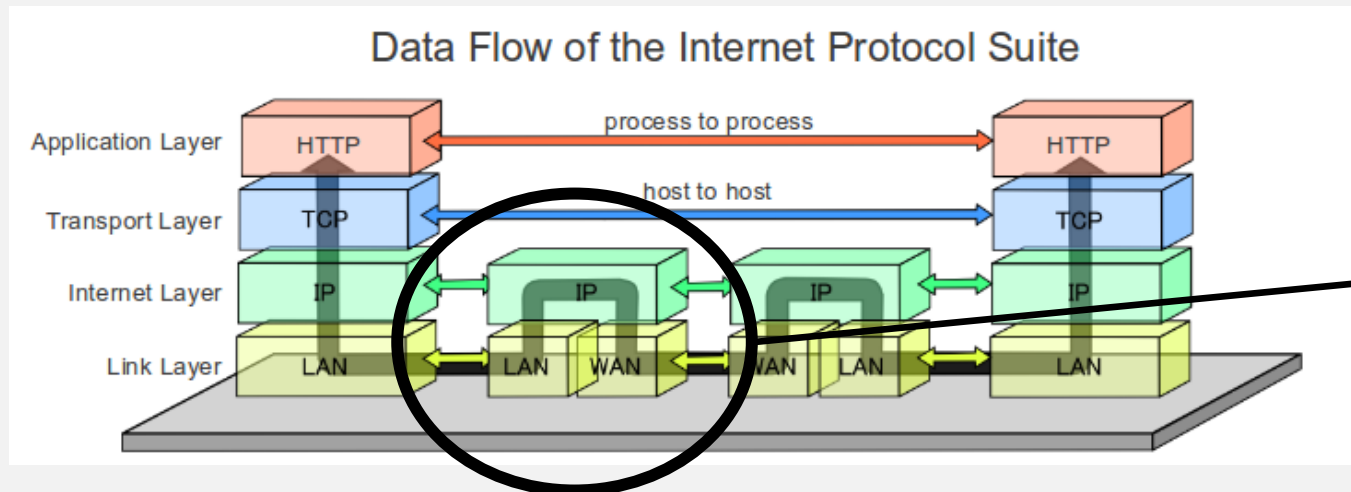 Data Flow of the Internet Protocol Suite
Application Layer HTTP process to process HTTP
Transport Layer TCP host to host TCP
Internet Layer IP IP IP IP
Link Layer LAN LAN WAN WAN LAN LAN